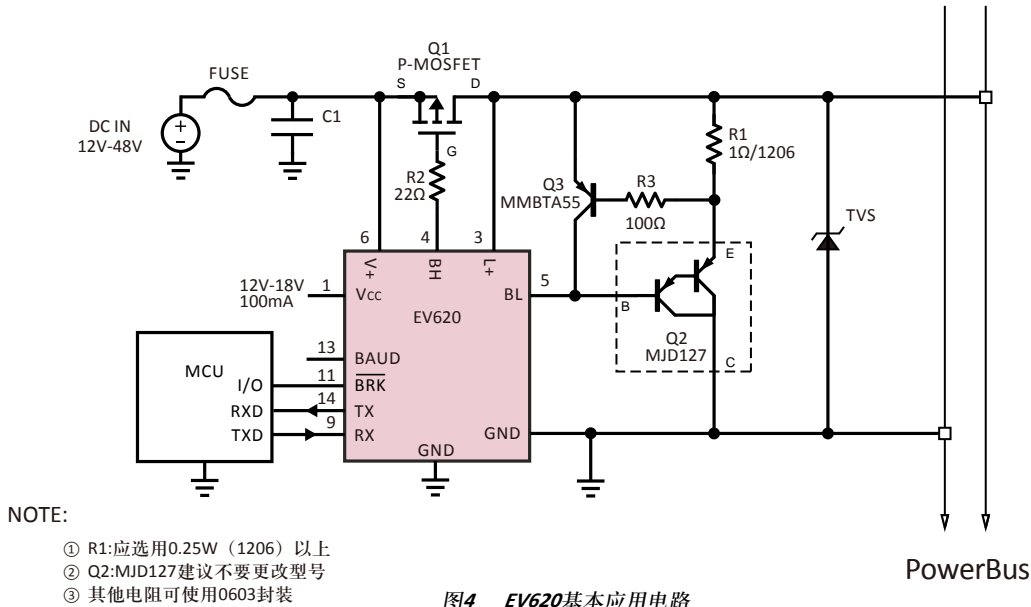 Q1
P-MOSFET
FUSE
S
D
C1
G
DC IN
12V-48V
R2
22Ω
R1
1Ω/1206
Q3
MMBTA55
R3
100Ω
TVS
6
4
3
V+
BH
L+
E
12V-18V
100mA
1
Vcc
BL
5
B
EV620
Q2
MJD127
C
13
BAUD
MCU
I/O
11
BRK
RXD
14
TX
TXD
9
RX
GND
GND
NOTE:
① R1:应选用0.25W（1206）以上
② Q2:MJD127建议不要更改型号
③ 其他电阻可使用0603封装
PowerBus
图4 EV620基本应用电路